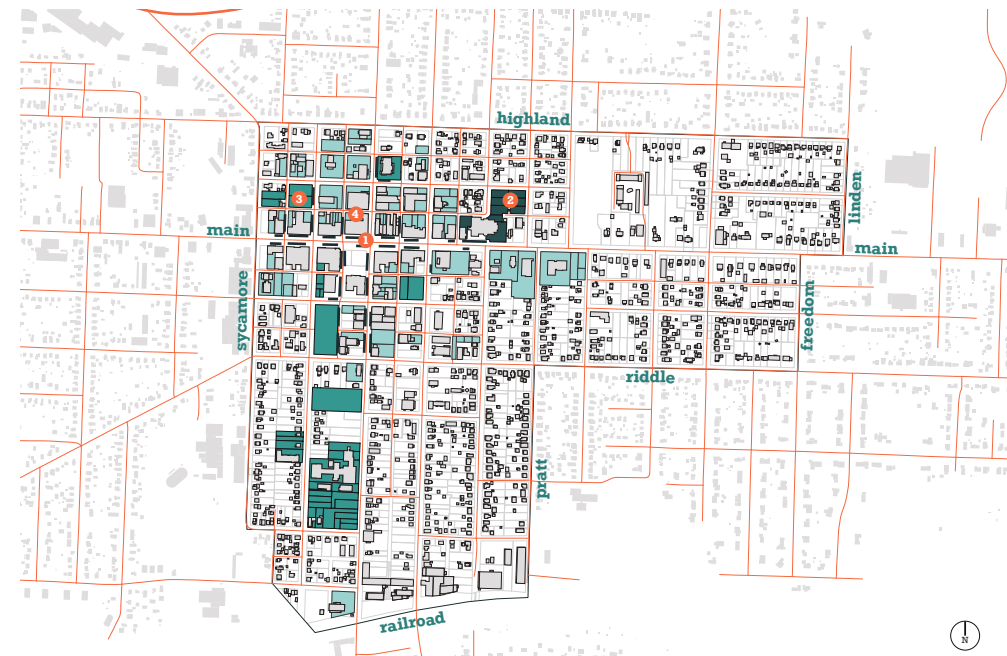 highland
linden
3
2
4
main
1
main
sycamore
freedom
riddle
pratt
railroad
N